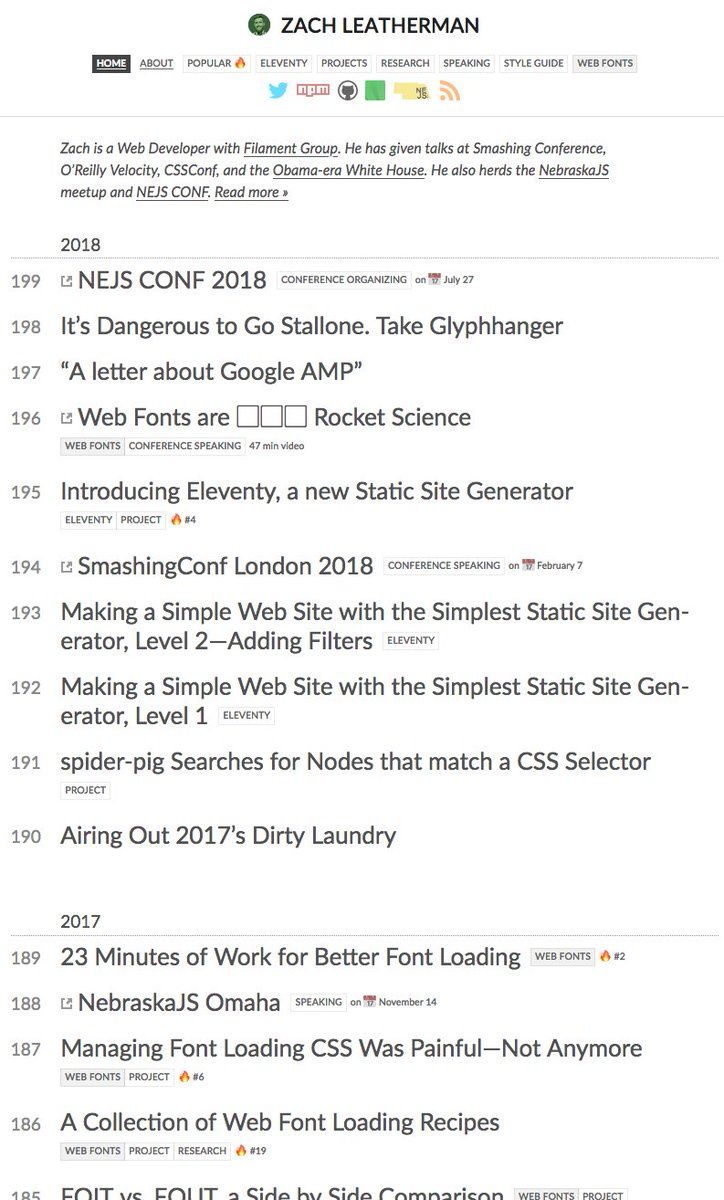 ZACH LEATHERMAN
HOME ABOUT POPULAR 🔥 ELEVENTY PROJECTS RESEARCH SPEAKING STYLE GUIDE WEB FONTS
npm NE JS
Zach is a Web Developer with Filament Group. He has given talks at Smashing Conference,
O’Reilly Velocity, CSSConf, and the Obama-era White House. He also herds the NebraskaJS
meetup and NEJS CONF. Read more »
2018
199 NEJS CONF 2018 CONFERENCE ORGANIZING on 📅 July 27
198 It’s Dangerous to Go Stallone. Take Glyphhanger
197 “A letter about Google AMP”
196 Web Fonts are □□□ Rocket Science
WEB FONTS CONFERENCE SPEAKING 47 min video
195 Introducing Eleventy, a new Static Site Generator
ELEVENTY PROJECT 🔥 #4
194 SmashingConf London 2018 CONFERENCE SPEAKING on 📅 February 7
193 Making a Simple Web Site with the Simplest Static Site Gen-
erator, Level 2—Adding Filters ELEVENTY
192 Making a Simple Web Site with the Simplest Static Site Gen-
erator, Level 1 ELEVENTY
191 spider-pig Searches for Nodes that match a CSS Selector
PROJECT
190 Airing Out 2017’s Dirty Laundry
2017
189 23 Minutes of Work for Better Font Loading WEB FONTS 🔥 #2
188 NebraskaJS Omaha SPEAKING on 📅 November 14
187 Managing Font Loading CSS Was Painful—Not Anymore
WEB FONTS PROJECT 🔥 #6
186 A Collection of Web Font Loading Recipes
WEB FONTS PROJECT RESEARCH 🔥 #19
185 FOIT vs. FOUT, a Side by Side Comparison WEB FONTS PROJECT